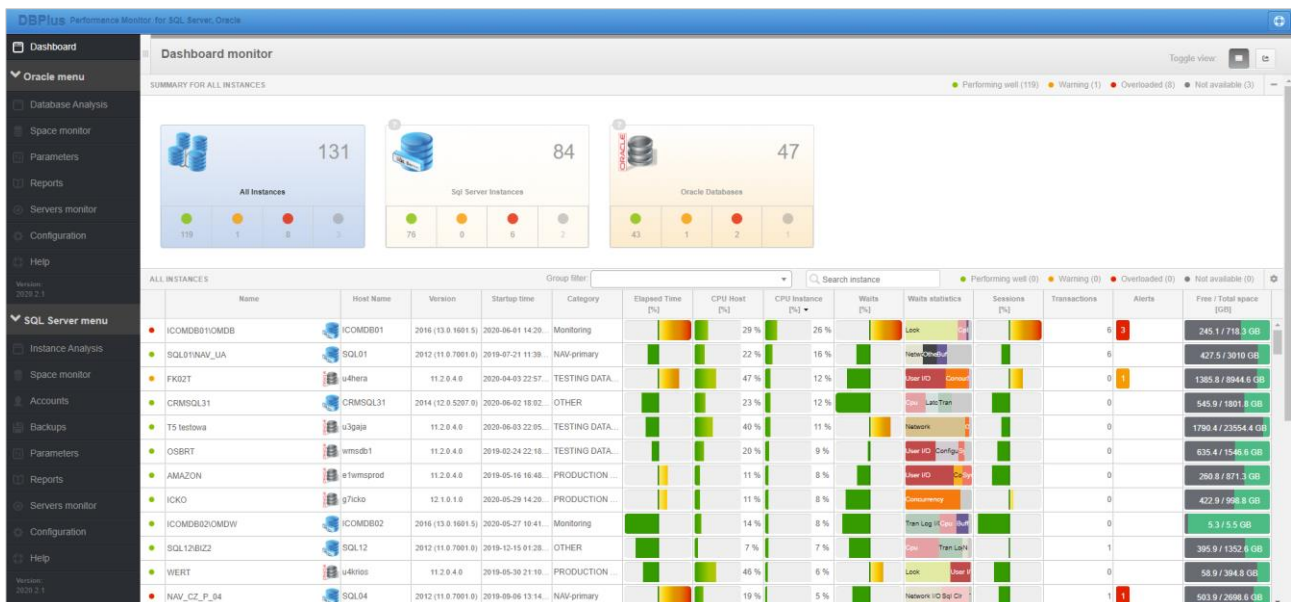 DBPlus Performance Monitor for SQL Server, Oracle
Dashboard
Oracle menu
Database Analysis
Space monitor
Parameters
Reports
Servers monitor
Configuration
Help
Version:
2020.2.1
SQL Server menu
Instance Analysis
Space monitor
Accounts
Backups
Parameters
Reports
Servers monitor
Configuration
Help
Version:
2020.2.1
Dashboard monitor
Toggle view:
SUMMARY FOR ALL INSTANCES
Performing well (119) Warning (1) Overloaded (8) Not available (3)
131
All Instances
119 1 8 3
84
Sql Server Instances
76 0 6 2
ORACLE
47
Oracle Databases
43 1 2 1
ALL INSTANCES
Group filter:
Search instance
Performing well (0) Warning (0) Overloaded (0) Not available (0)
Name Host Name Version Startup time Category Elapsed Time [%] CPU Host [%] CPU Instance [%] Waits [%] Waits statistics Sessions [%] Transactions Alerts Free / Total space [GB]
ICOMDB01\OMDB ICOMDB01 2016 (13.0.1601.5) 2020-06-01 14:20... Monitoring 29 % 26 % Lock 6 3 245.1 / 718.3 GB
SQL01\NAV_UA SQL01 2012 (11.0.7001.0) 2019-07-21 11:39... NAV-primary 22 % 16 % 6 427.5 / 3010 GB
FK02T u4hera 11.2.0.4.0 2020-04-03 22:57... TESTING DATA... 47 % 12 % User I/O 0 1 1385.8 / 8944.6 GB
CRMSQL31 CRMSQL31 2014 (12.0.5207.0) 2020-06-02 18:02... OTHER 23 % 12 % Cpu Latc Tran 0 545.9 / 1801.8 GB
T5 testowa u3gaja 11.2.0.4.0 2020-06-03 22:05... TESTING DATA... 40 % 11 % Network 0 1790.4 / 23554.4 GB
OSBRT wmsdb1 11.2.0.4.0 2019-02-24 22:18... TESTING DATA... 20 % 9 % User I/O 0 635.4 / 1546.6 GB
AMAZON e1wmsprod 11.2.0.4.0 2019-05-16 16:48... PRODUCTION ... 11 % 8 % User I/O 0 260.8 / 871.3 GB
ICKO g7icko 12.1.0.1.0 2020-05-29 14:20... PRODUCTION ... 11 % 8 % Concurrency 0 422.9 / 998.8 GB
ICOMDB02\OMDW ICOMDB02 2016 (13.0.1601.5) 2020-05-27 10:41... Monitoring 14 % 8 % Tran Log I/O Cpu Buff 0 5.3 / 5.5 GB
SQL12\BIZ2 SQL12 2012 (11.0.7001.0) 2019-12-15 01:28... OTHER 7 % 7 % Cpu Tran Lo 1 395.9 / 1352.6 GB
WERT u4krios 11.2.0.4.0 2019-05-30 21:10... PRODUCTION ... 46 % 6 % Lock User I/ 0 58.9 / 394.8 GB
NAV_CZ_P_04 SQL04 2012 (11.0.7001.0) 2019-09-06 13:14... NAV-primary 19 % 5 % Network I/O Sql Clr 1 1 503.9 / 2698.6 GB